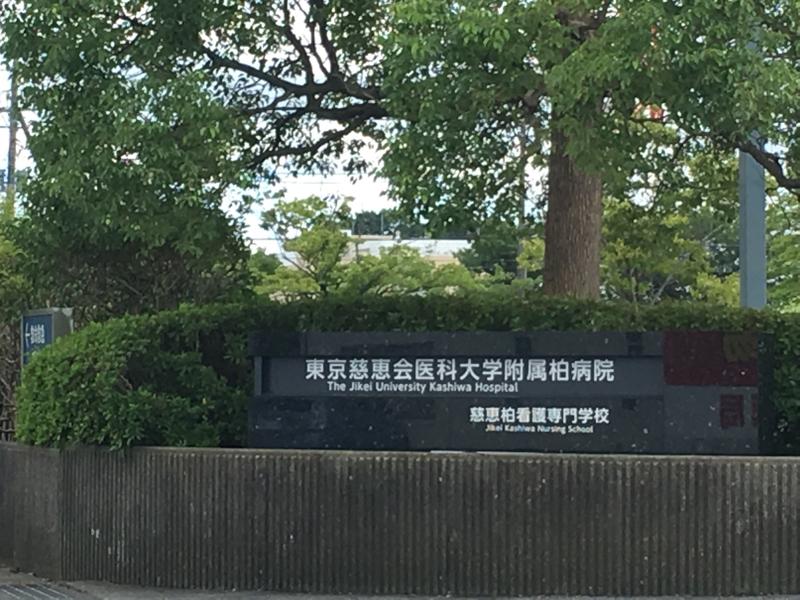 東京慈恵会医科大学附属柏病院
The Jikei University Kashiwa Hospital
慈恵柏看護専門学校
Jikei Kashiwa Nursing School